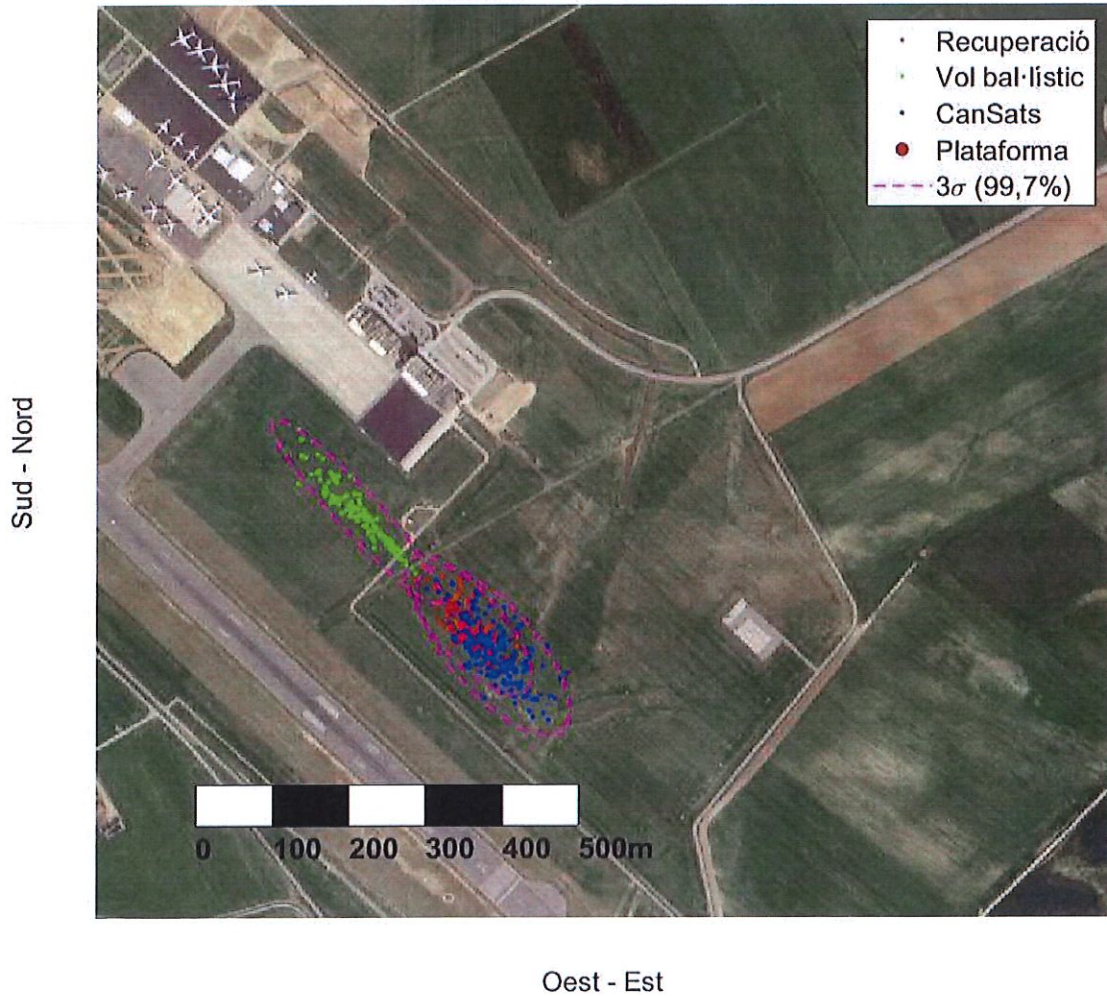 Recuperació
Vol bal·lístic
CanSats
Plataforma
3σ (99,7%)
Sud - Nord
0 100 200 300 400 500m
Oest - Est